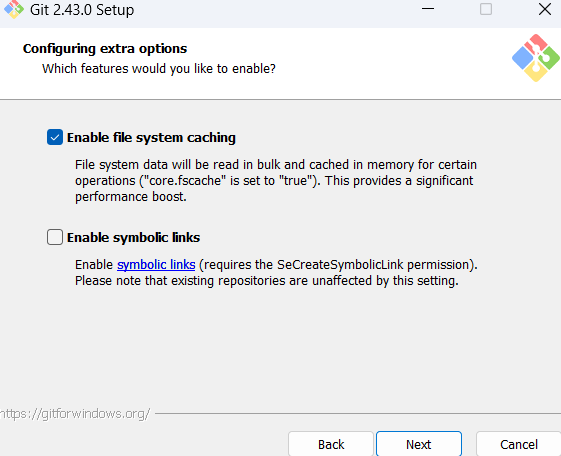 Git 2.43.0 Setup
Configuring extra options
Which features would you like to enable?
Enable file system caching
File system data will be read in bulk and cached in memory for certain
operations ("core.fscache" is set to "true"). This provides a significant
performance boost.
Enable symbolic links
Enable symbolic links (requires the SeCreateSymbolicLink permission).
Please note that existing repositories are unaffected by this setting.
https://gitforwindows.org/
Back Next Cancel